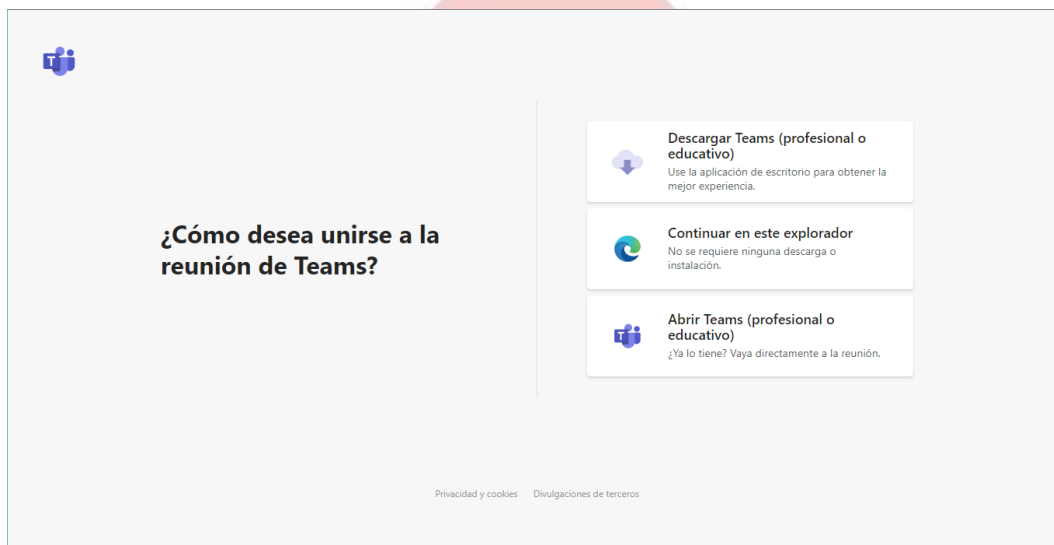 ¿Cómo desea unirse a la
reunión de Teams?
Descargar Teams (profesional o
educativo)
Use la aplicación de escritorio para obtener la
mejor experiencia.
Continuar en este explorador
No se requiere ninguna descarga o
instalación.
Abrir Teams (profesional o
educativo)
¿Ya lo tiene? Vaya directamente a la reunión.
Privacidad y cookies Divulgaciones de terceros